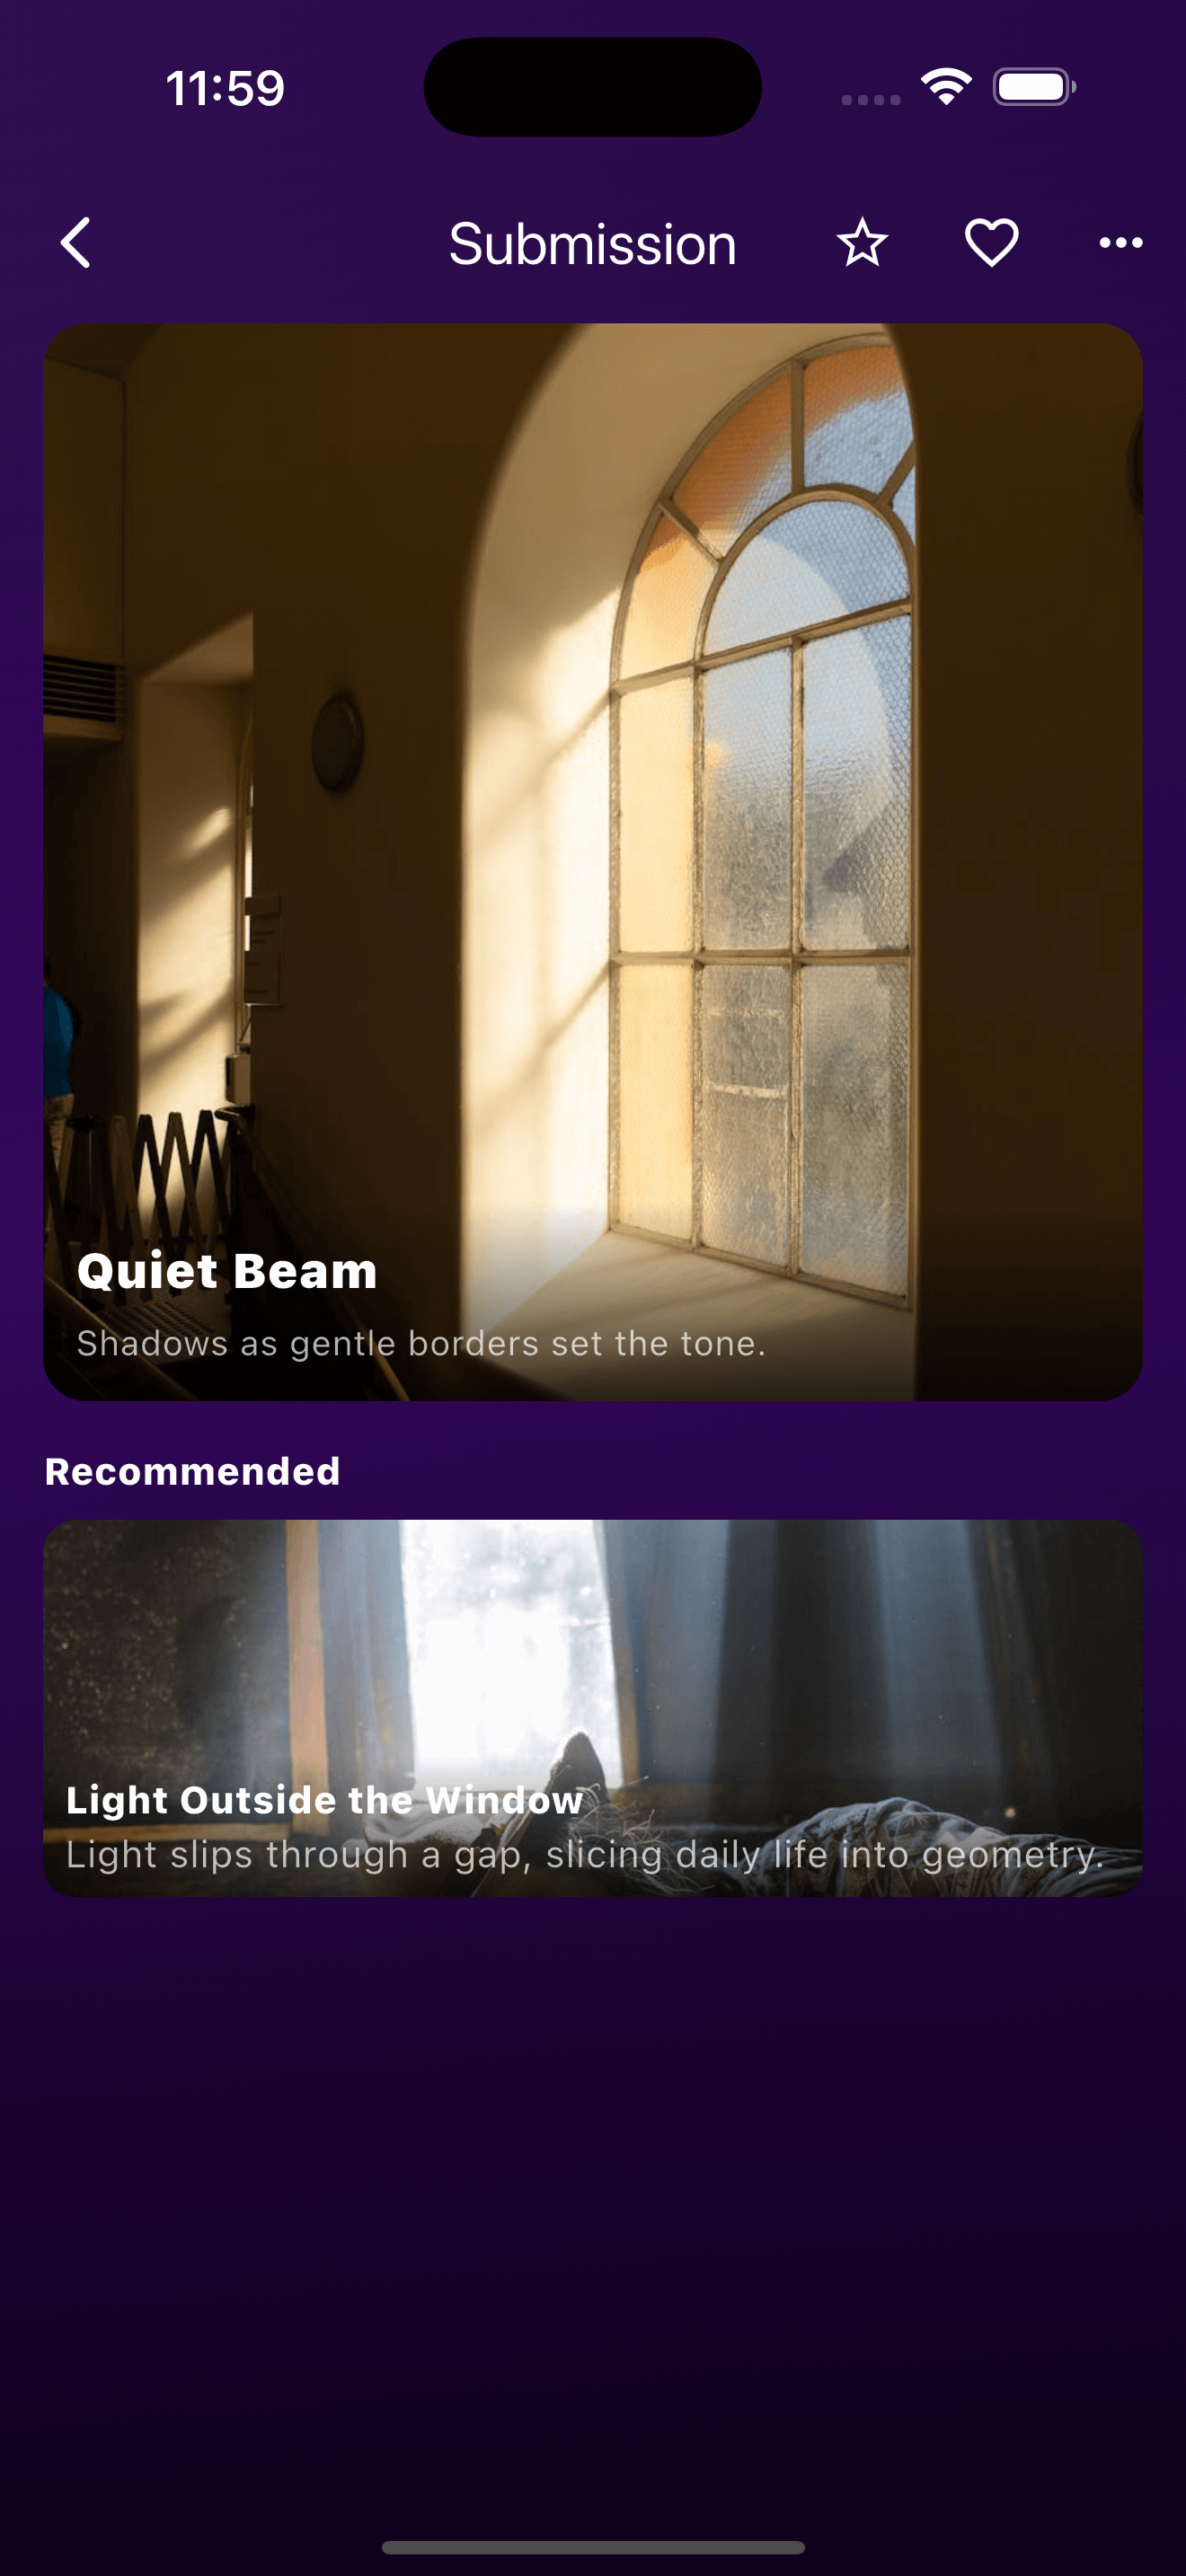 11:59
Submission
Quiet Beam
Shadows as gentle borders set the tone.
Recommended
Light Outside the Window
Light slips through a gap, slicing daily life into geometry.